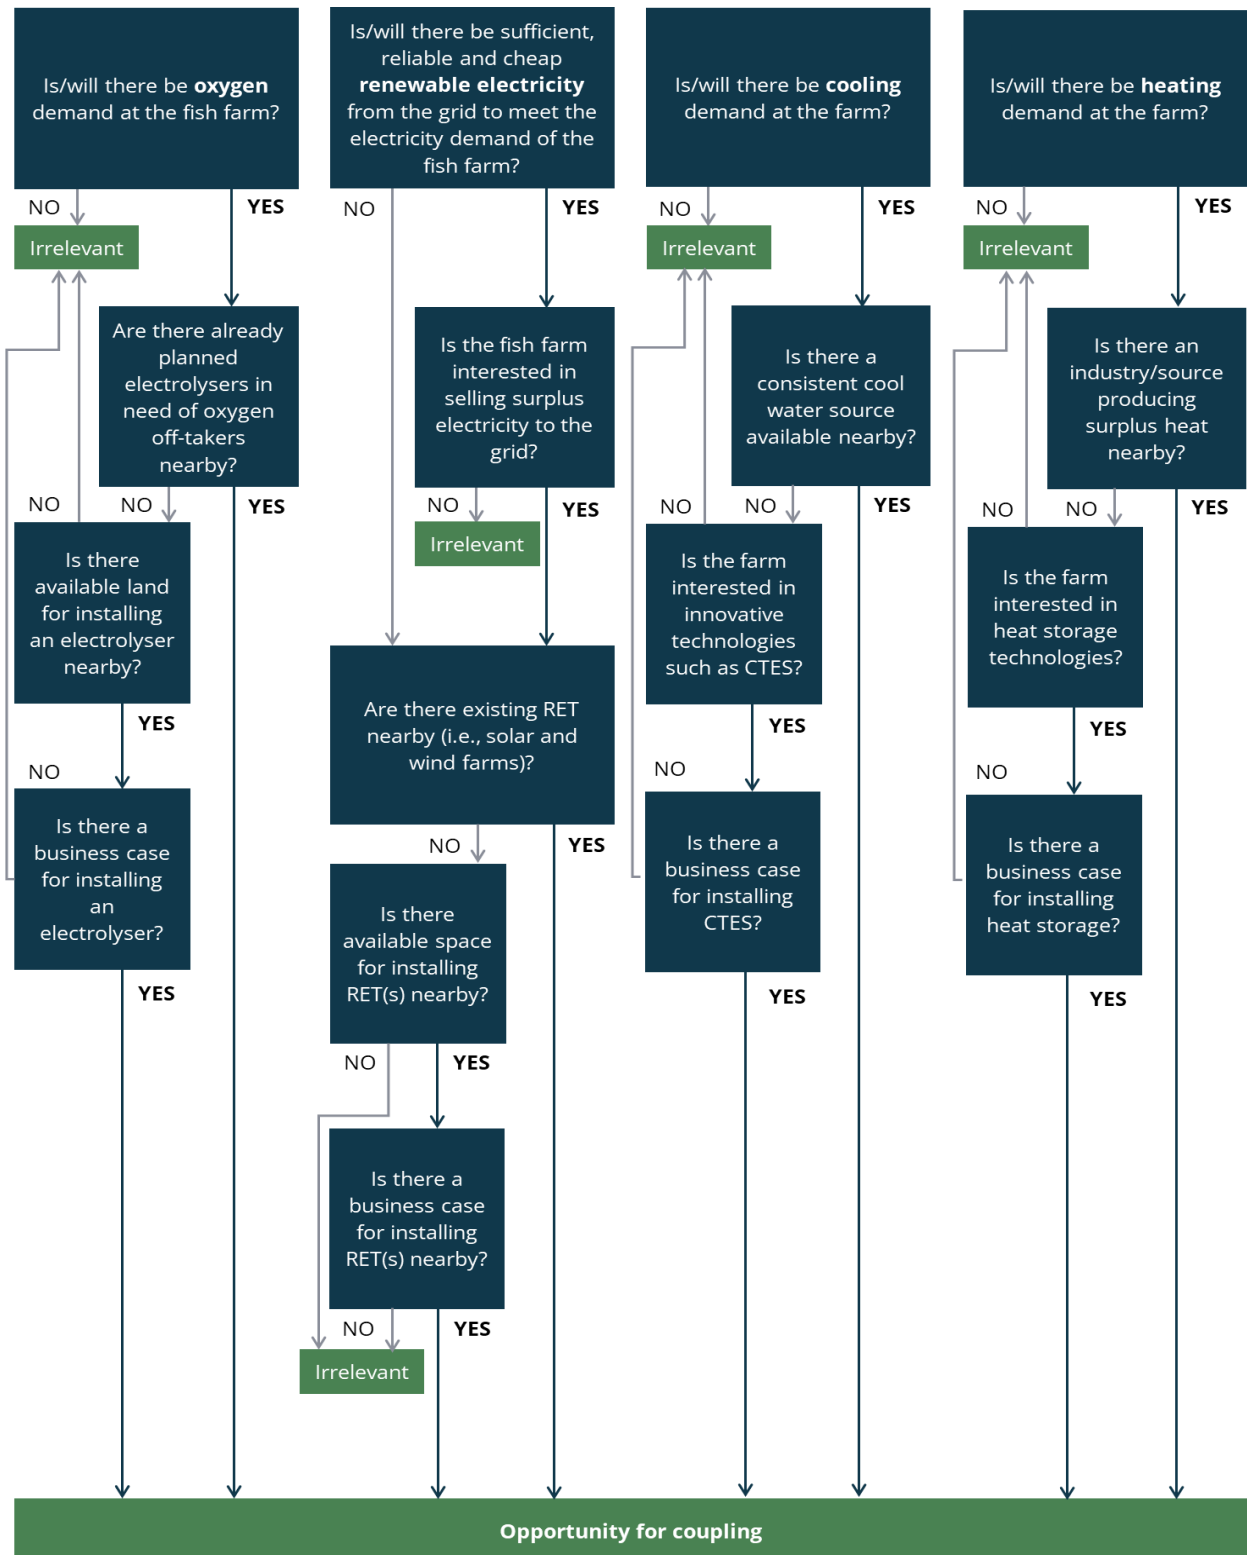 Is/will there be oxygen
demand at the fish farm?
NO
YES
Irrelevant
Are there already
planned
electrolysers in
need of oxygen
off-takers
nearby?
NO
NO
YES
Is there
available land
for installing
an electrolyser
nearby?
YES
NO
Is there a
business case
for installing
an
electrolyser?
YES
Is/will there be sufficient,
reliable and cheap
renewable electricity
from the grid to meet the
electricity demand of the
fish farm?
NO
YES
Is the fish farm
interested in
selling surplus
electricity to the
grid?
NO
YES
Irrelevant
Are there existing RET
nearby (i.e., solar and
wind farms)?
NO
YES
Is there
available space
for installing
RET(s) nearby?
NO
YES
Is there a
business case
for installing
RET(s) nearby?
NO
YES
Irrelevant
Is/will there be cooling
demand at the farm?
NO
YES
Irrelevant
Is there a
consistent cool
water source
available nearby?
NO
NO
YES
Is the farm
interested in
innovative
technologies
such as CTES?
YES
NO
Is there a
business case
for installing
CTES?
YES
Is/will there be heating
demand at the farm?
NO
YES
Irrelevant
Is there an
industry/source
producing
surplus heat
nearby?
NO
NO
YES
Is the farm
interested in
heat storage
technologies?
YES
NO
Is there a
business case
for installing
heat storage?
YES
Opportunity for coupling